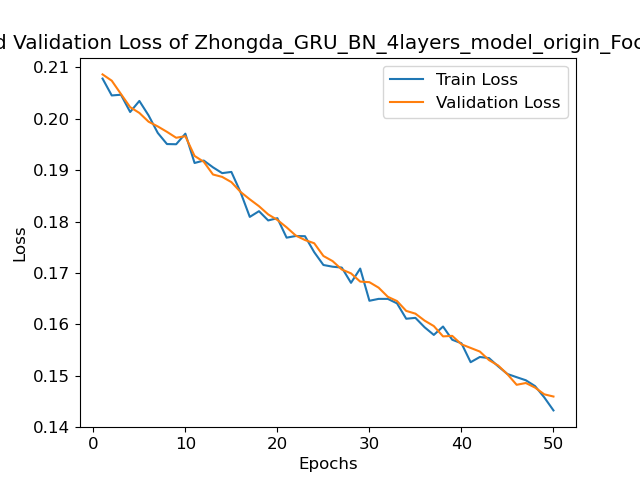 Validation Loss of Zhongda_GRU_BN_4layers_model_origin_Foc
Train Loss
Validation Loss
0.21
0.20
0.19
0.18
0.17
0.16
0.15
0.14
Loss
0 10 20 30 40 50
Epochs